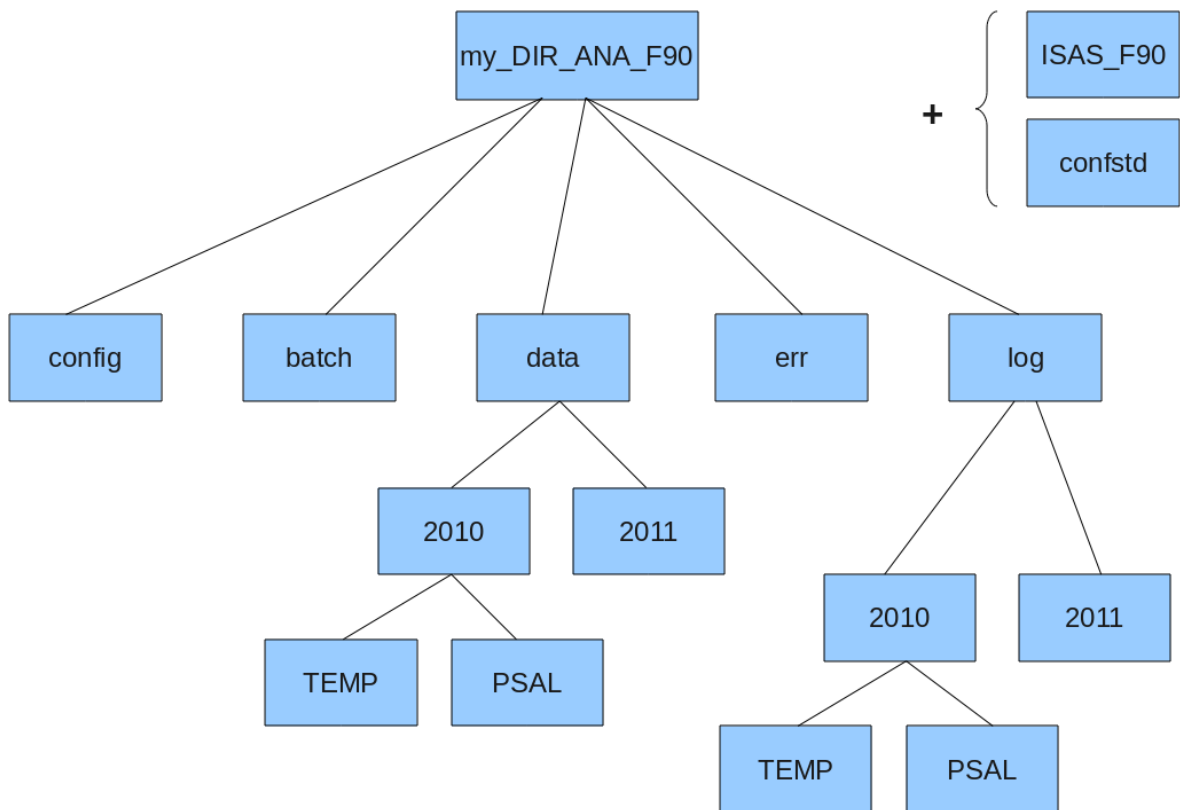 my_DIR_ANA_F90
ISAS_F90
+
confstd
config
batch
data
err
log
2010
2011
2010
2011
TEMP
PSAL
TEMP
PSAL